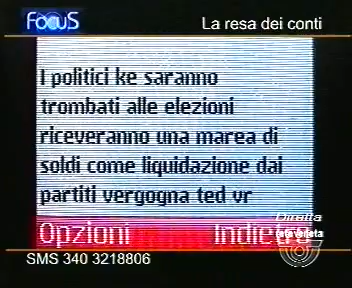 FOCUS
La resa dei conti
I politici ke saranno
trombati alle elezioni
riceveranno una marea di
soldi come liquidazione dai
partiti vergogna ted vr
Opzioni Indietro
Diretta
televeneta
SMS 340 3218806